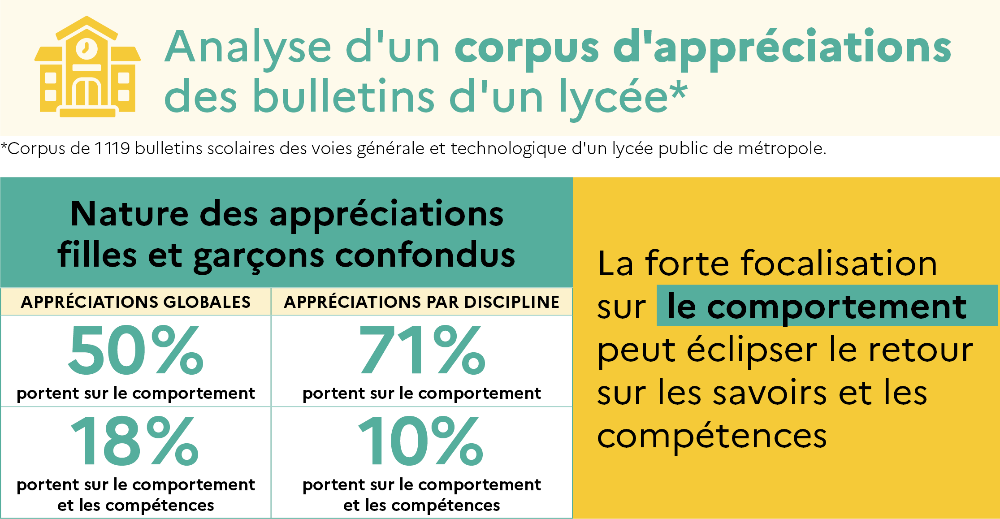 Analyse d'un corpus d'appréciations
des bulletins d'un lycée*
*Corpus de 1 119 bulletins scolaires des voies générale et technologique d'un lycée public de métropole.
Nature des appréciations
filles et garçons confondus
APPRÉCIATIONS GLOBALES
50%
portent sur le comportement
18%
portent sur le comportement
et les compétences
APPRÉCIATIONS PAR DISCIPLINE
71%
portent sur le comportement
10%
portent sur le comportement
et les compétences
La forte focalisation
sur le comportement
peut éclipser le retour
sur les savoirs et les
compétences